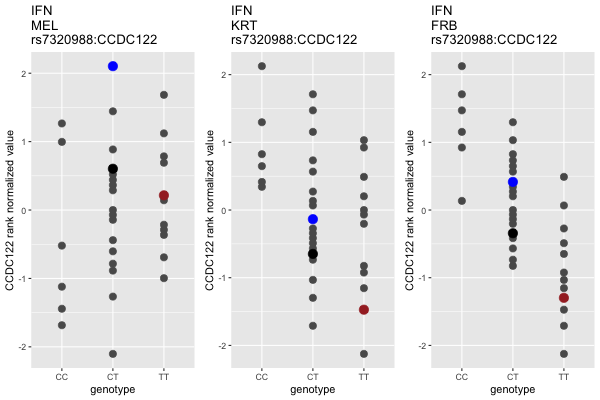 IFN
MEL
rs7320988:CCDC122
CCDC122 rank normalized value
2
1
0
-1
-2
CC
CT
TT
genotype
IFN
KRT
rs7320988:CCDC122
CCDC122 rank normalized value
2
1
0
-1
-2
CC
CT
TT
genotype
IFN
FRB
rs7320988:CCDC122
CCDC122 rank normalized value
2
1
0
-1
-2
CC
CT
TT
genotype